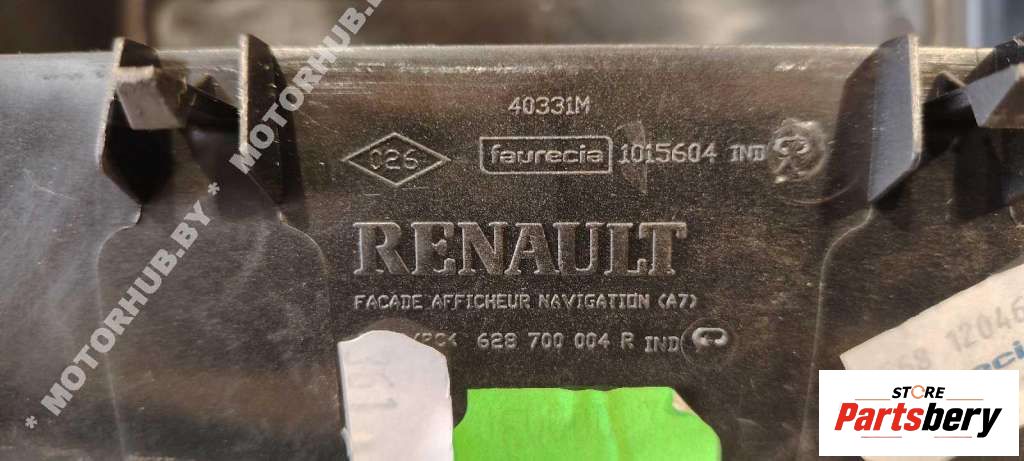 40331M
026 faurecia 1015604 IND
RENAULT
FACADE AFFICHEUR NAVIGATION (A7)
628 700 004 R IND
12046
* MOTORHUB.BY * MOTORHUB.BY *
STORE
Partsbery